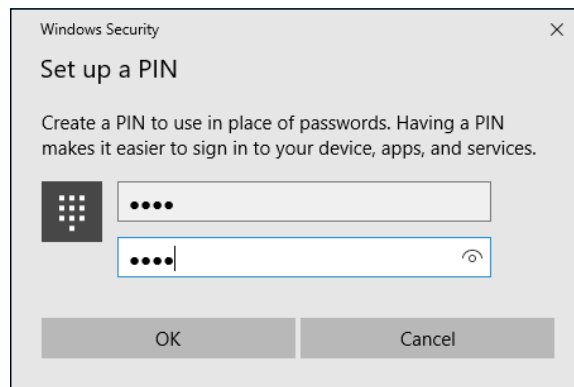 Windows Security
Set up a PIN
Create a PIN to use in place of passwords. Having a PIN
makes it easier to sign in to your device, apps, and services.
●●●●
●●●●
OK Cancel